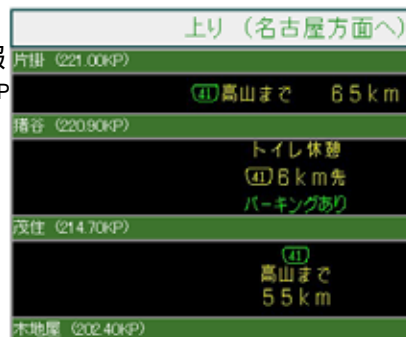 上り （名古屋方面へ）
報
片掛 (221.00KP)
P
41 高山まで 65km
猪谷 (220.90KP)
トイレ休憩
41 6km先
パーキングあり
茂住 (214.70KP)
41
高山まで
55km
木地屋 (202.40KP)